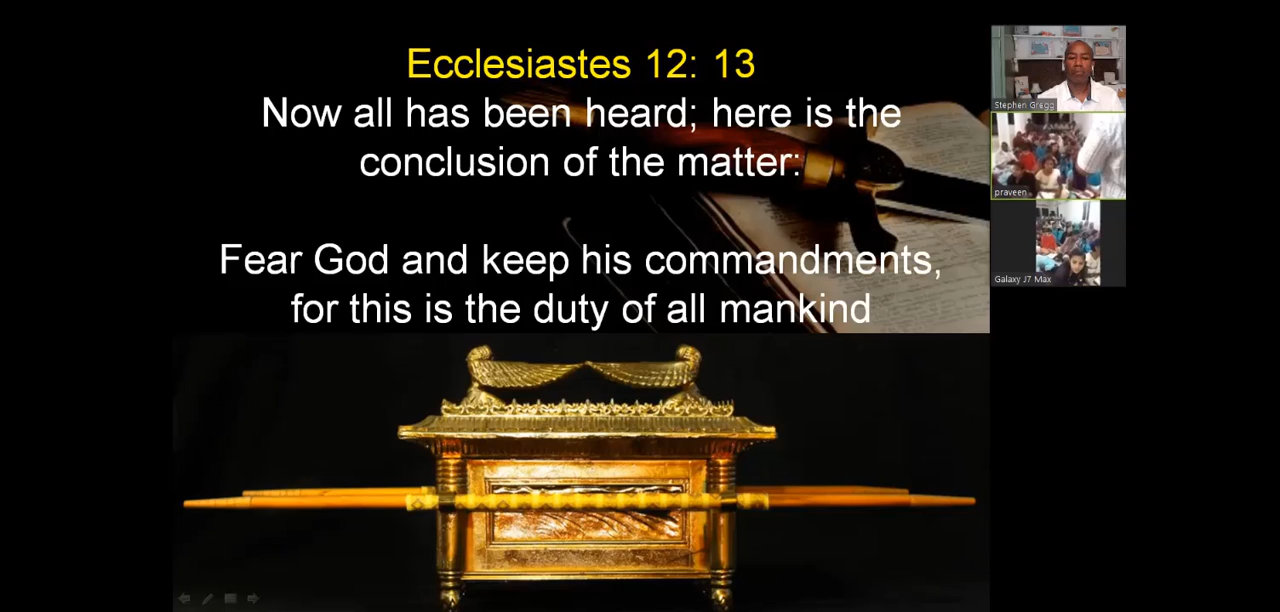 Ecclesiastes 12: 13
Now all has been heard; here is the
conclusion of the matter:
Fear God and keep his commandments,
for this is the duty of all mankind
Stephen Gregg
praveen
Galaxy J7 Max